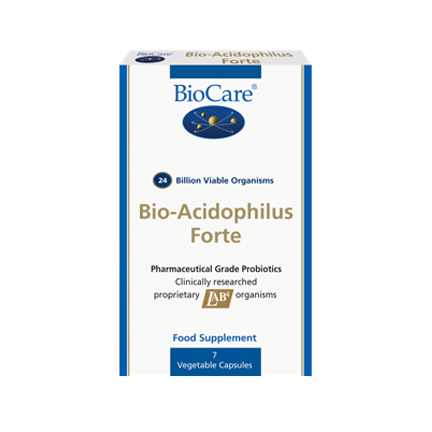 BioCare Bio-Acidophilus
Forte
BioCare®
24 Billion Viable Organisms
Bio-Acidophilus
Forte
Pharmaceutical Grade Probiotics
Clinically researched
proprietary LAB4 organisms
Food Supplement
7
Vegetable Capsules